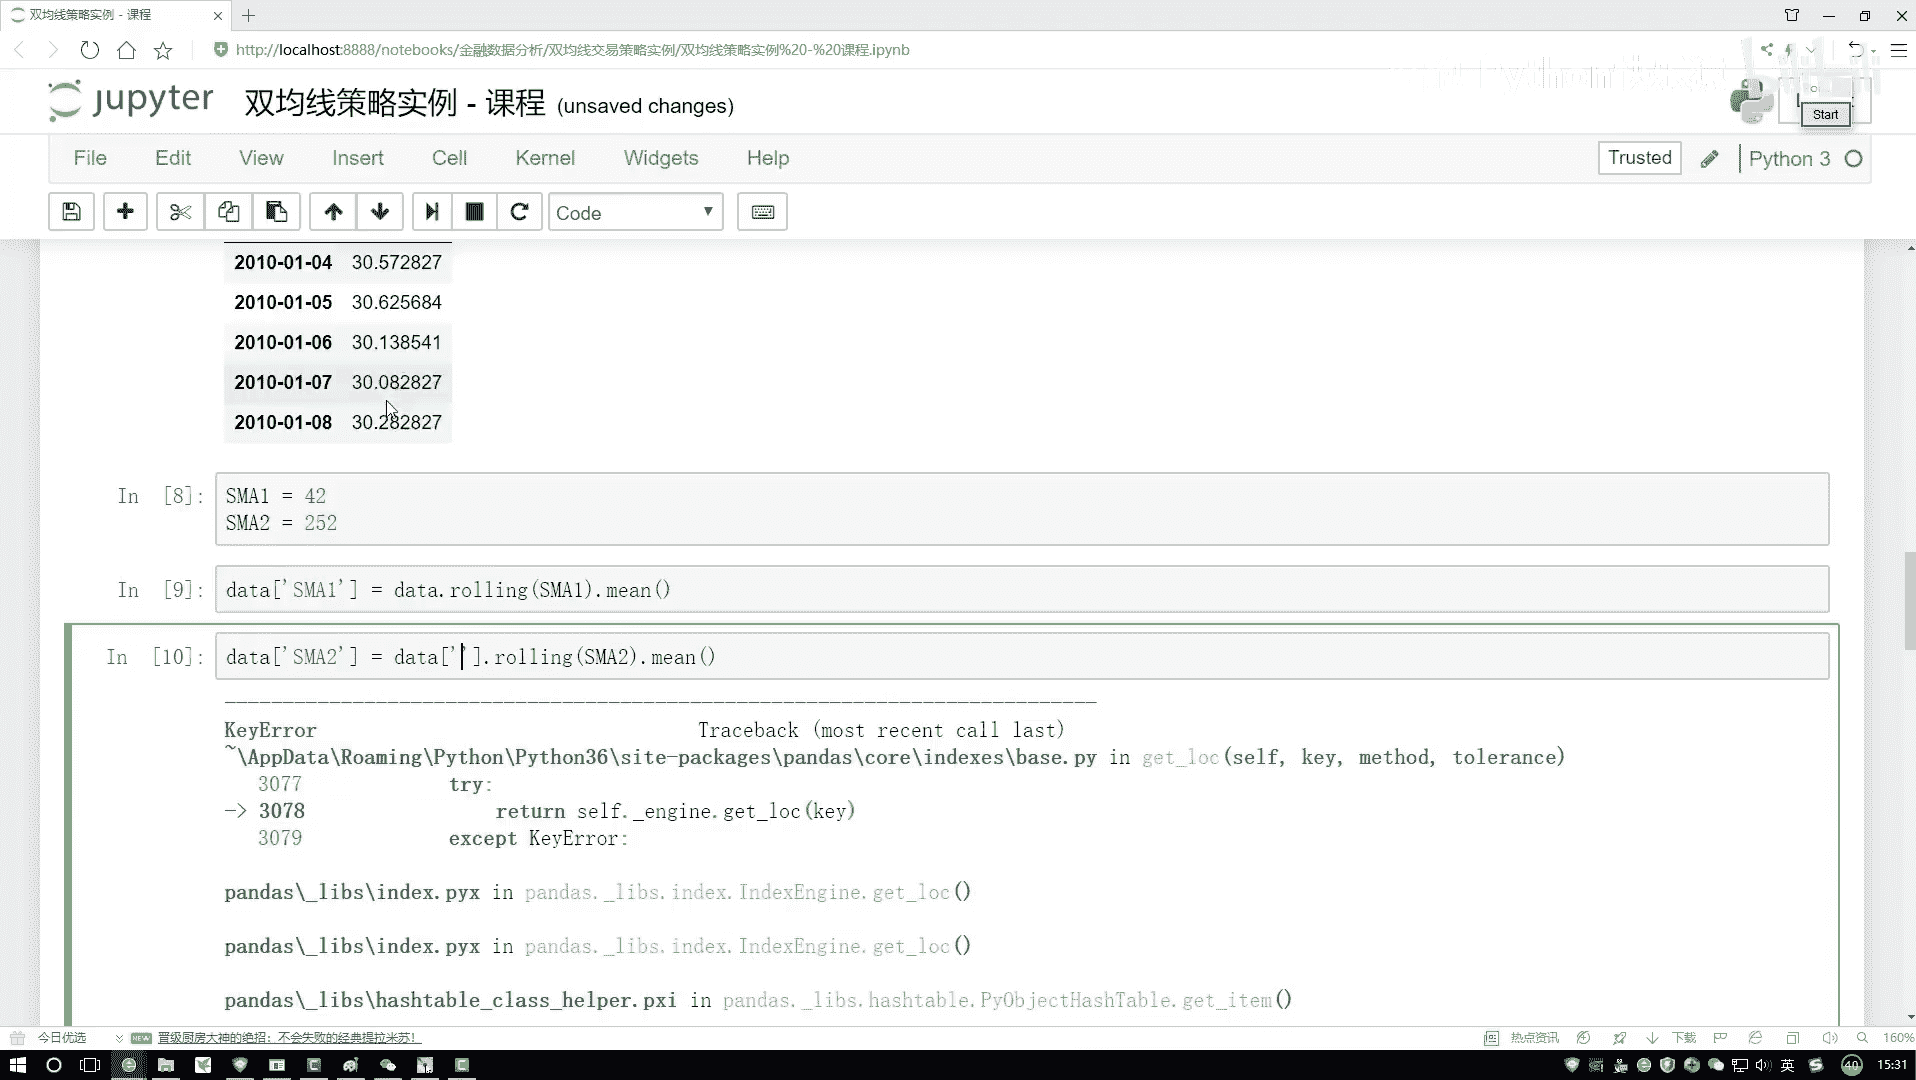 双均线策略实例 - 课程
http://localhost:8888/notebooks/金融数据分析/双均线交易策略实例/双均线策略实例%20-%20课程.ipynb
jupyter 双均线策略实例 - 课程 (unsaved changes)
Start
File Edit View Insert Cell Kernel Widgets Help
Trusted Python 3
Code
2010-01-04 30.572827
2010-01-05 30.625684
2010-01-06 30.138541
2010-01-07 30.082827
2010-01-08 30.282827
In [8]: SMA1 = 42
SMA2 = 252
In [9]: data['SMA1'] = data.rolling(SMA1).mean()
In [10]: data['SMA2'] = data[''].rolling(SMA2).mean()
---------------------------------------------------------------------------
KeyError Traceback (most recent call last)
~\AppData\Roaming\Python\Python36\site-packages\pandas\core\indexes\base.py in get_loc(self, key, method, tolerance)
3077 try:
-> 3078 return self._engine.get_loc(key)
3079 except KeyError:
pandas\_libs\index.pyx in pandas._libs.index.IndexEngine.get_loc()
pandas\_libs\index.pyx in pandas._libs.index.IndexEngine.get_loc()
pandas\_libs\hashtable_class_helper.pxi in pandas._libs.hashtable.PyObjectHashTable.get_item()
今日优选 NEW 晋级厨房大神的绝招：不会失败的经典提拉米苏！ 热点资讯 下载 160%
英 40 15:31